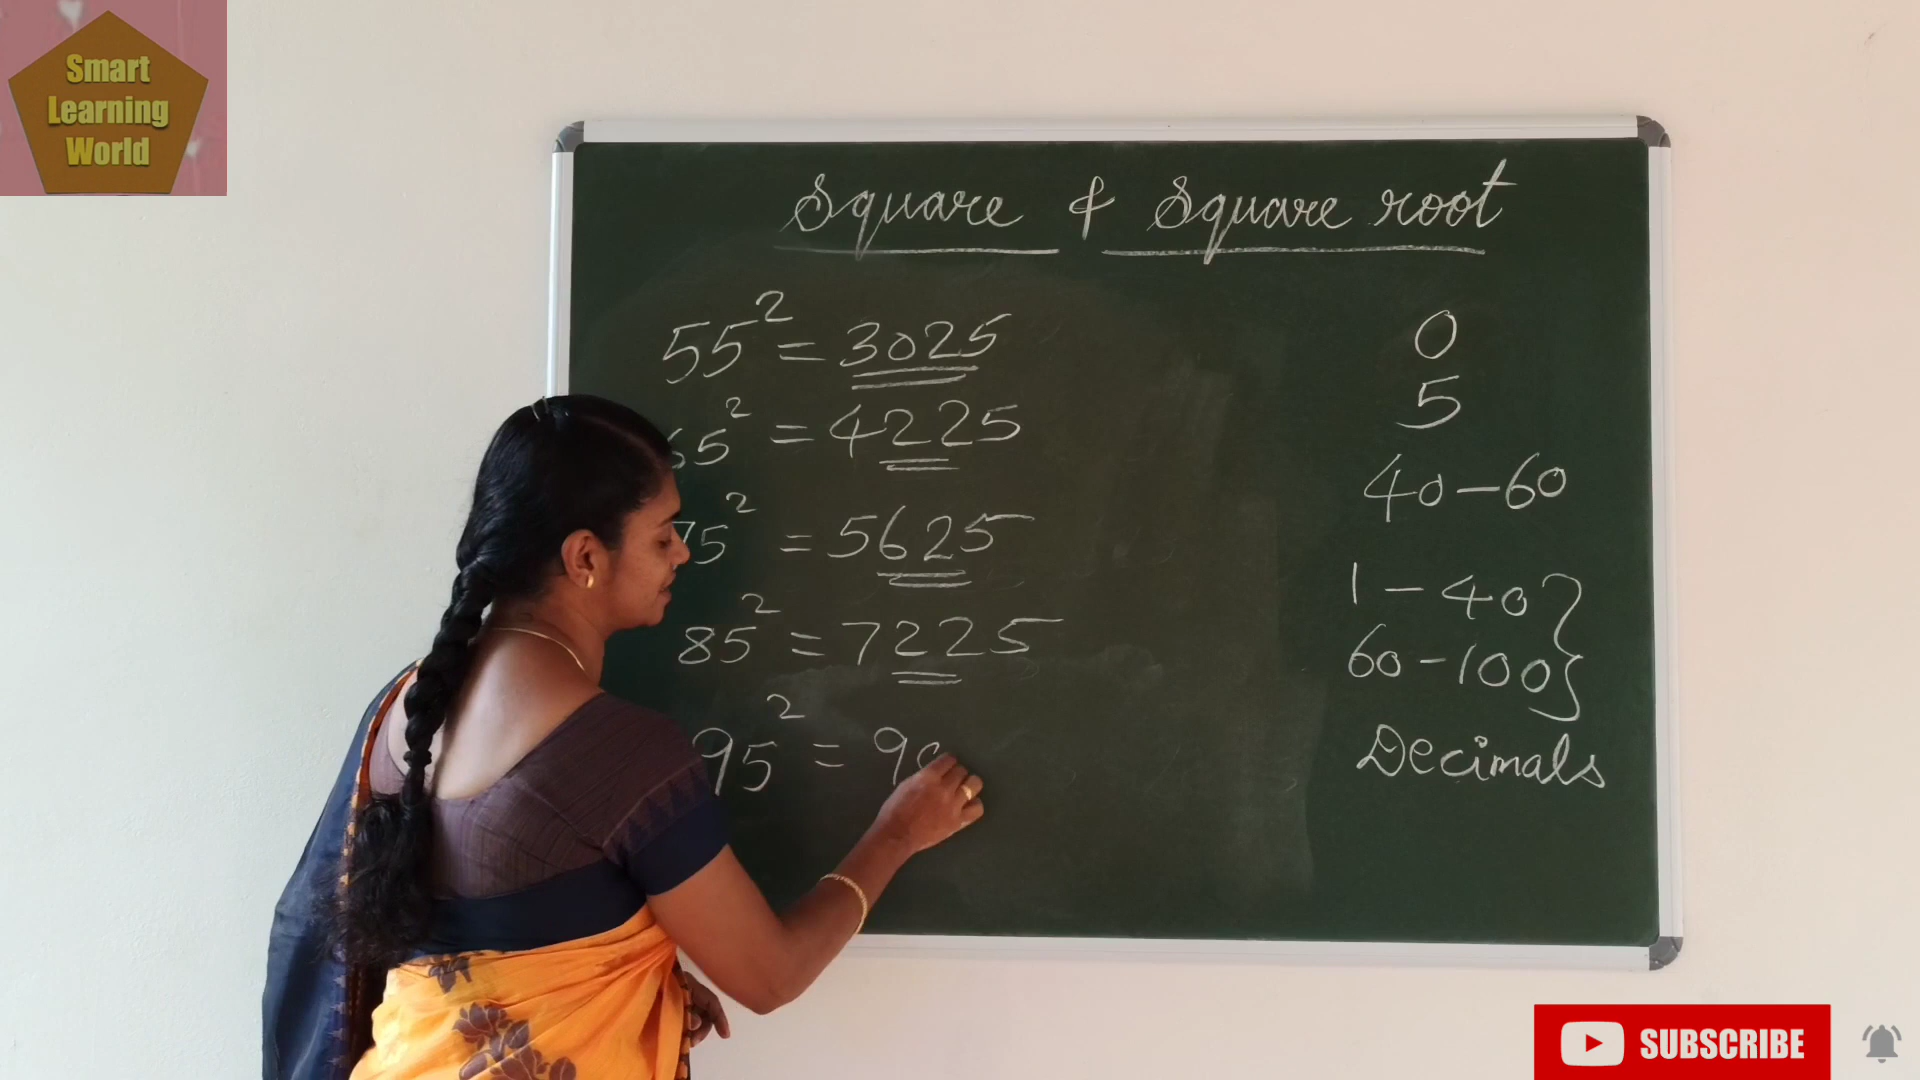 Smart
Learning
World
Square & Square root
55² = 3025
65² = 4225
75² = 5625
85² = 7225
95² = 90
0
5
40-60
1-40}
60-100}
Decimals
SUBSCRIBE